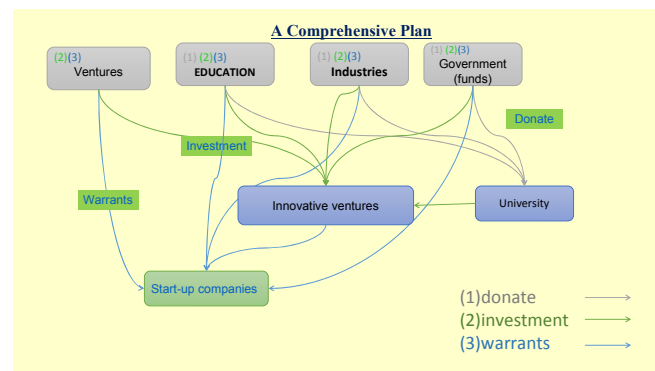 A Comprehensive Plan
(2)(3)
Ventures
(1) (2)(3)
EDUCATION
(1) (2)(3)
Industries
(1) (2)(3)
Government
(funds)
Donate
Investment
Warrants
Innovative ventures
University
Start-up companies
(1)donate
(2)investment
(3)warrants